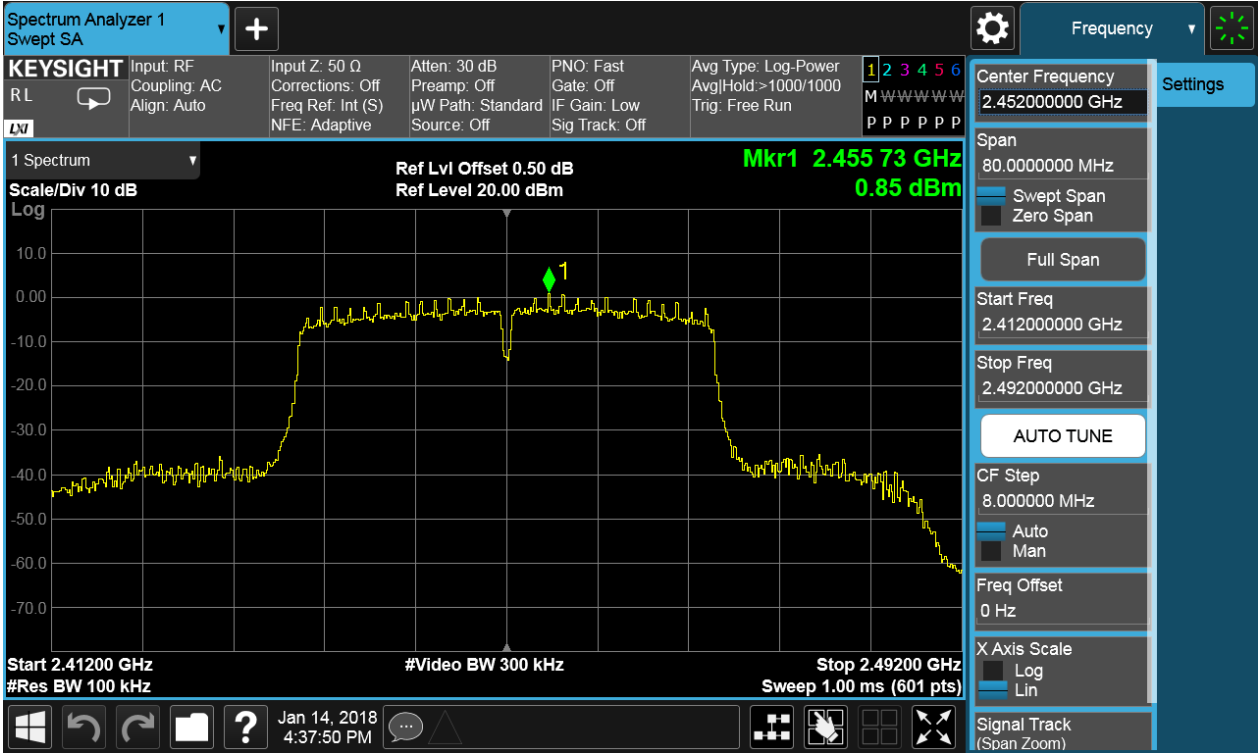 Spectrum Analyzer 1
Swept SA
Frequency
KEYSIGHT
R L
LXI
Input: RF
Coupling: AC
Align: Auto
Input Z: 50 Ω
Corrections: Off
Freq Ref: Int (S)
NFE: Adaptive
Atten: 30 dB
Preamp: Off
µW Path: Standard
Source: Off
PNO: Fast
Gate: Off
IF Gain: Low
Sig Track: Off
Avg Type: Log-Power
Avg|Hold:>1000/1000
Trig: Free Run
1 2 3 4 5 6
M W W W W W
P P P P P P
1 Spectrum
Scale/Div 10 dB
Log
Ref Lvl Offset 0.50 dB
Ref Level 20.00 dBm
Mkr1 2.455 73 GHz
0.85 dBm
1
10.0
0.00
-10.0
-20.0
-30.0
-40.0
-50.0
-60.0
-70.0
Start 2.41200 GHz
#Res BW 100 kHz
#Video BW 300 kHz
Stop 2.49200 GHz
Sweep 1.00 ms (601 pts)
Center Frequency
2.452000000 GHz
Span
80.0000000 MHz
Swept Span
Zero Span
Full Span
Start Freq
2.412000000 GHz
Stop Freq
2.492000000 GHz
AUTO TUNE
CF Step
8.000000 MHz
Auto
Man
Freq Offset
0 Hz
X Axis Scale
Log
Lin
Signal Track
(Span Zoom)
Settings
?
Jan 14, 2018
4:37:50 PM